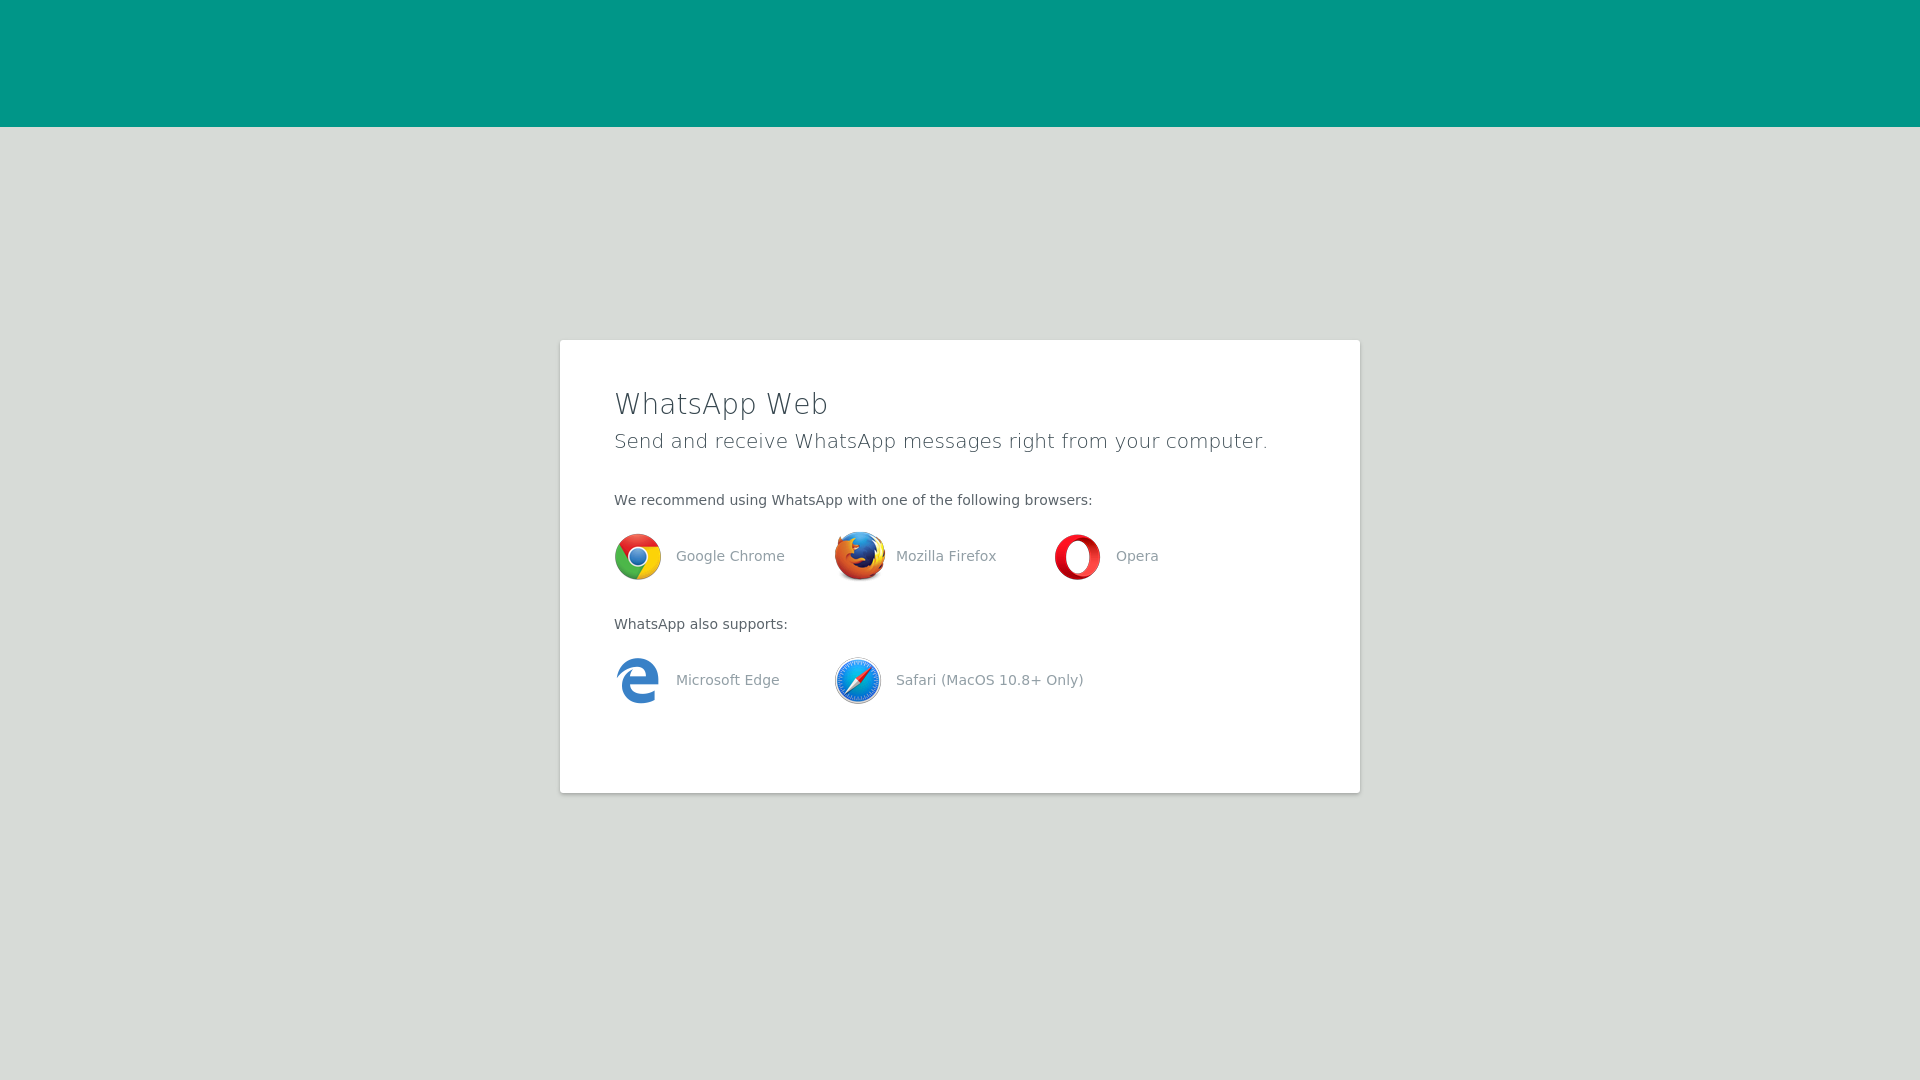 WhatsApp Web
Send and receive WhatsApp messages right from your computer.
We recommend using WhatsApp with one of the following browsers:
Google Chrome
Mozilla Firefox
Opera
WhatsApp also supports:
Microsoft Edge
Safari (MacOS 10.8+ Only)